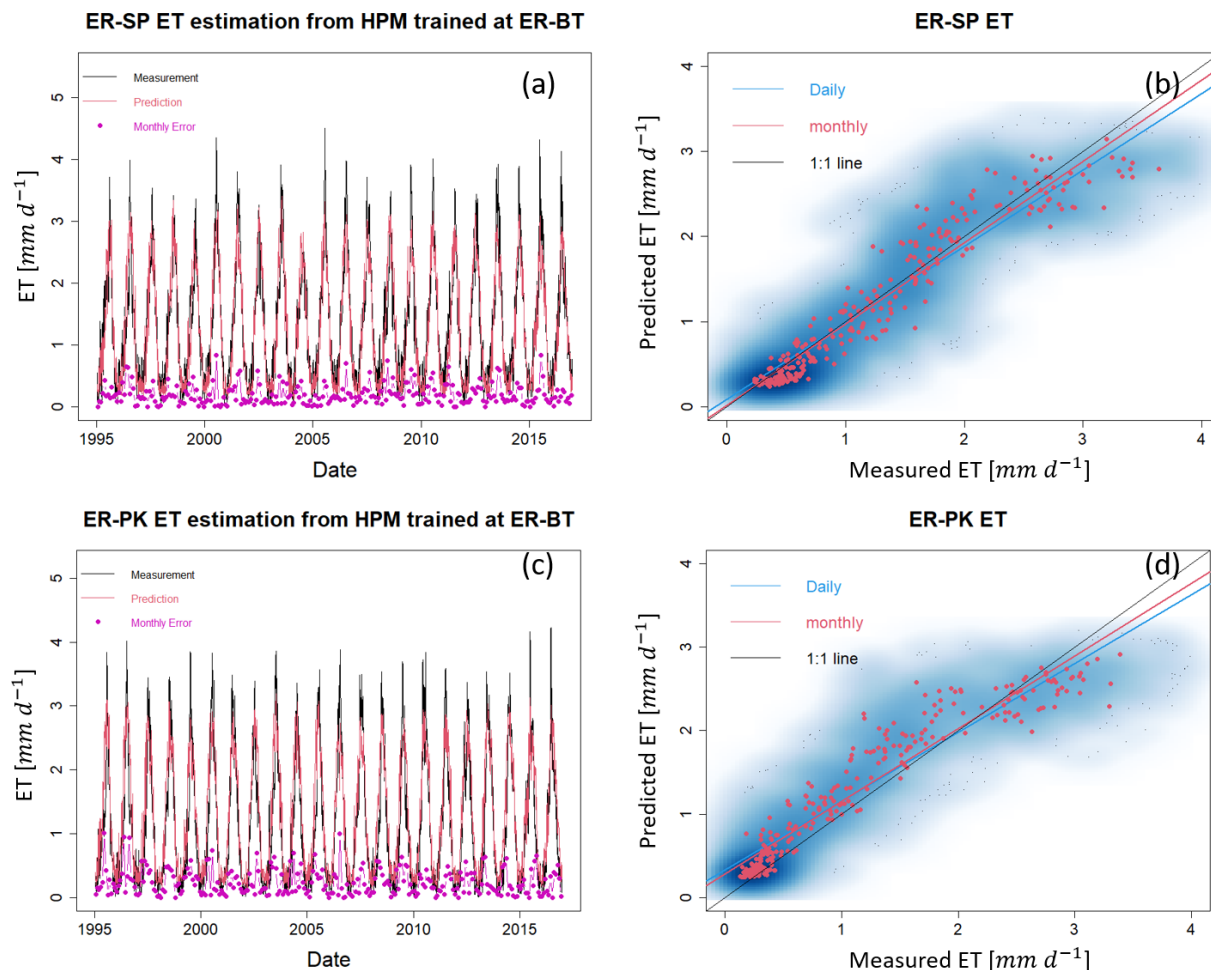 ER-SP ET estimation from HPM trained at ER-BT
(a)
Measurement
Prediction
Monthly Error
ET [mm d⁻¹]
5
4
3
2
1
0
1995 2000 2005 2010 2015
Date
ER-SP ET
(b)
Daily
monthly
1:1 line
Predicted ET [mm d⁻¹]
4
3
2
1
0
0 1 2 3 4
Measured ET [mm d⁻¹]
ER-PK ET estimation from HPM trained at ER-BT
(c)
Measurement
Prediction
Monthly Error
ET [mm d⁻¹]
5
4
3
2
1
0
1995 2000 2005 2010 2015
Date
ER-PK ET
(d)
Daily
monthly
1:1 line
Predicted ET [mm d⁻¹]
4
3
2
1
0
0 1 2 3 4
Measured ET [mm d⁻¹]